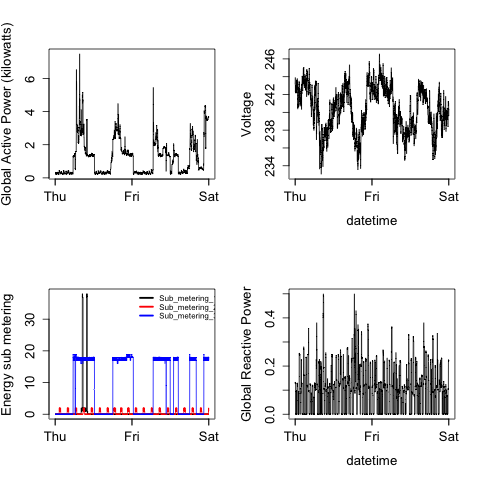 Global Active Power (kilowatts)
0 2 4 6
Thu Fri Sat
Voltage
234 238 242 246
Thu Fri Sat
datetime
Energy sub metering
0 10 20 30
Sub_metering_
Sub_metering_
Sub_metering_
Thu Fri Sat
Global Reactive Power
0.0 0.2 0.4
Thu Fri Sat
datetime